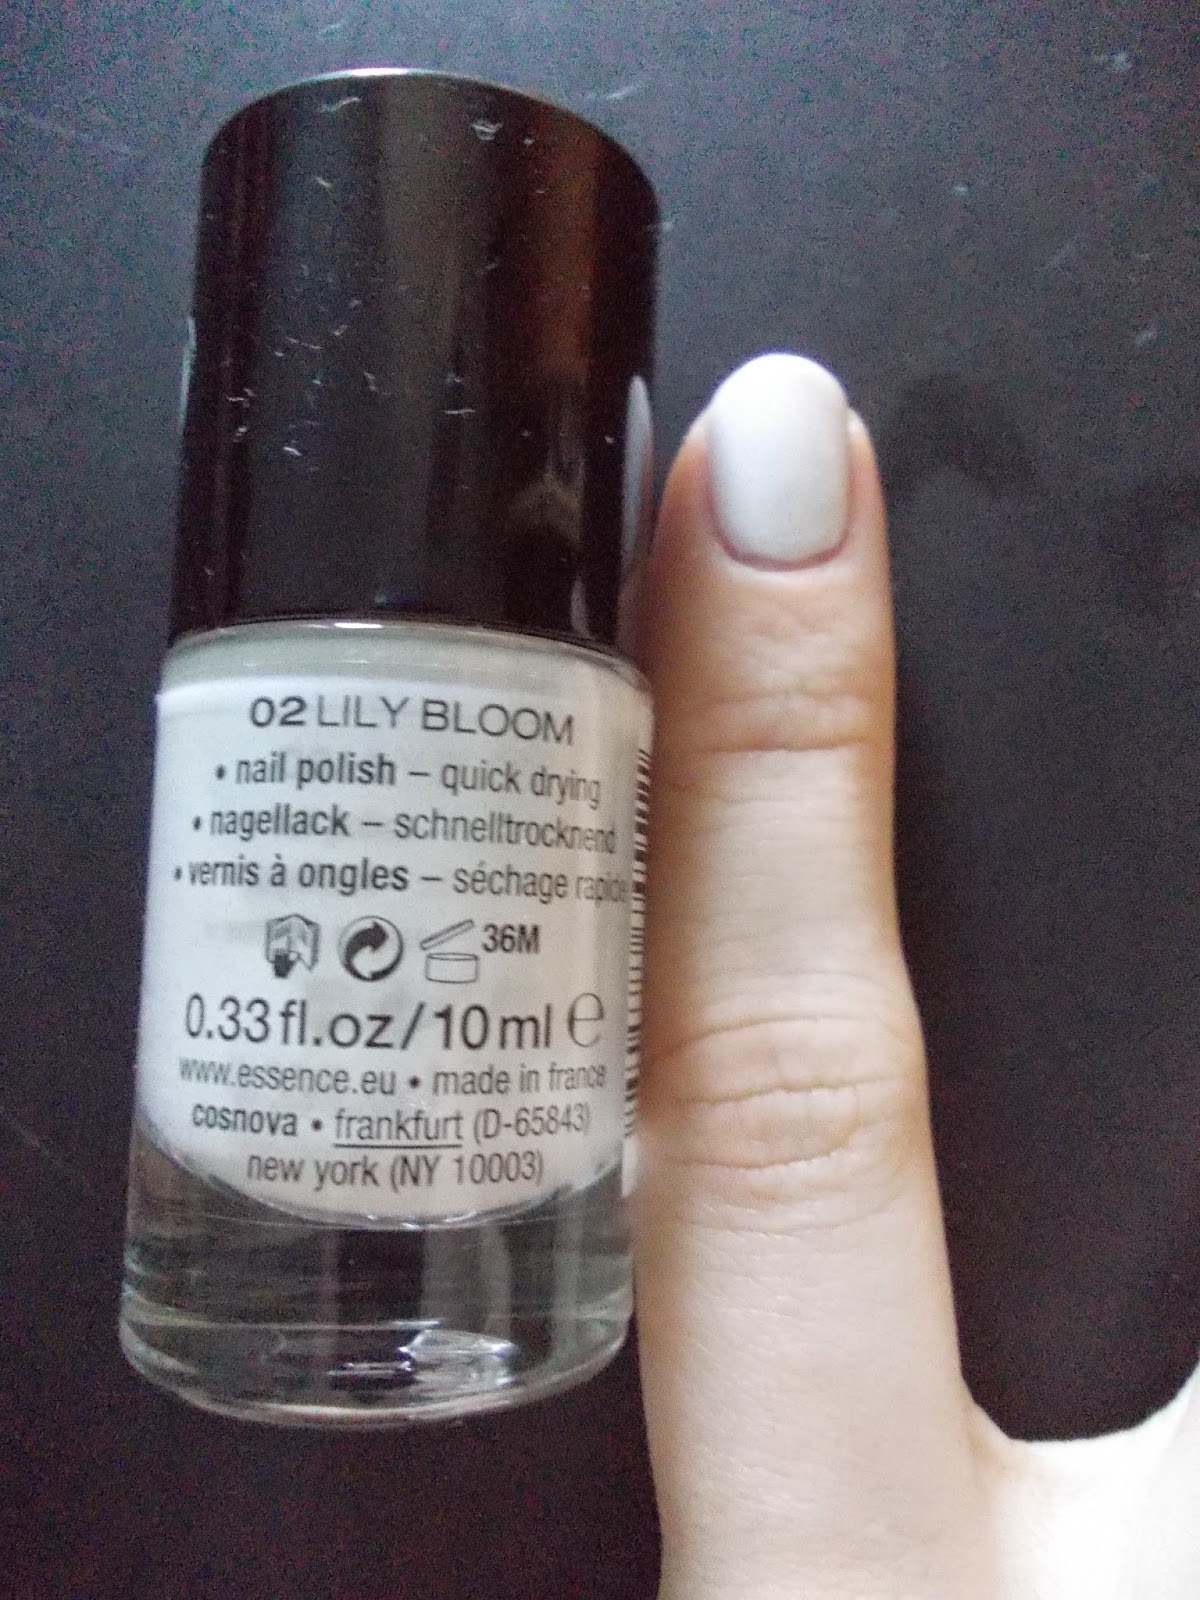 02 LILY BLOOM
• nail polish – quick drying
• nagellack – schnelltrocknend
• vernis à ongles – séchage rapide
36M
0.33 fl.oz/10 ml ℮
www.essence.eu • made in france
cosnova • frankfurt (D-65843)
new york (NY 10003)